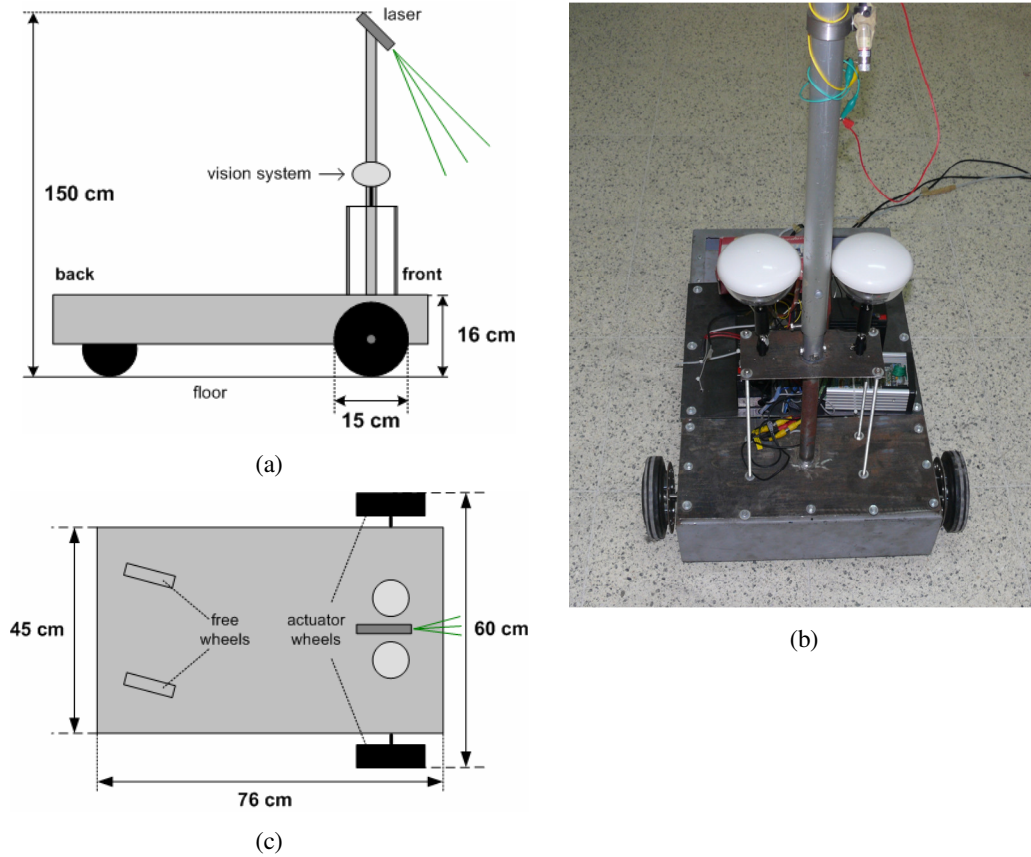 laser
vision system
150 cm
back
front
16 cm
floor
15 cm
(a)
free
wheels
actuator
wheels
45 cm
60 cm
76 cm
(c)
(b)